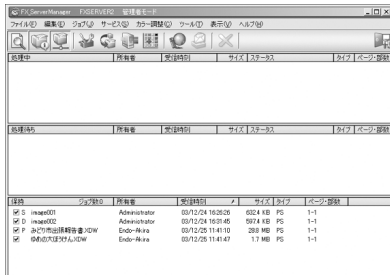 FX_ServerManager FXSERVER2 管理者モード
ファイル(F) 編集(E) ジョブ(J) サービス(S) カラー調整(C) ツール(T) 表示(V) ヘルプ(H)
処理中 所有者 受信時刻 サイズ ステータス タイプ ページ・部数
処理待ち 所有者 受信時刻 サイズ ステータス タイプ ページ・部数
保持 ジョブ数0 所有者 受信時刻 サイズ タイプ ページ・部数
S image001 Administrator 03/12/24 16:26:26 632.4 KB PS 1-1
D image002 Administrator 03/12/24 16:31:45 597.4 KB PS 1-1
P みどり市出張報告書.XDW Endo-Akira 03/12/25 11:41:10 28.8 MB PS 1-1
ゆめの大ぼうけん.XDW Endo-Akira 03/12/25 11:41:47 1.7 MB PS 1-1